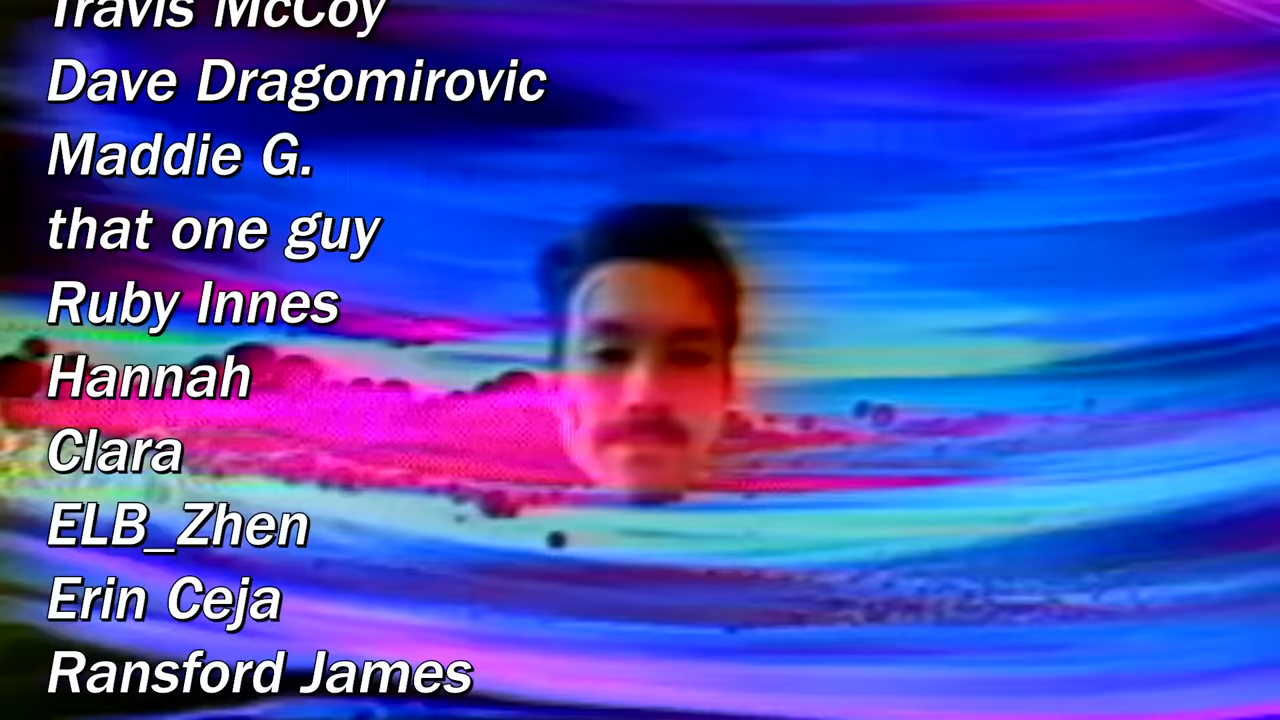 Travis McCoy
Dave Dragomirovic
Maddie G.
that one guy
Ruby Innes
Hannah
Clara
ELB_Zhen
Erin Ceja
Ransford James